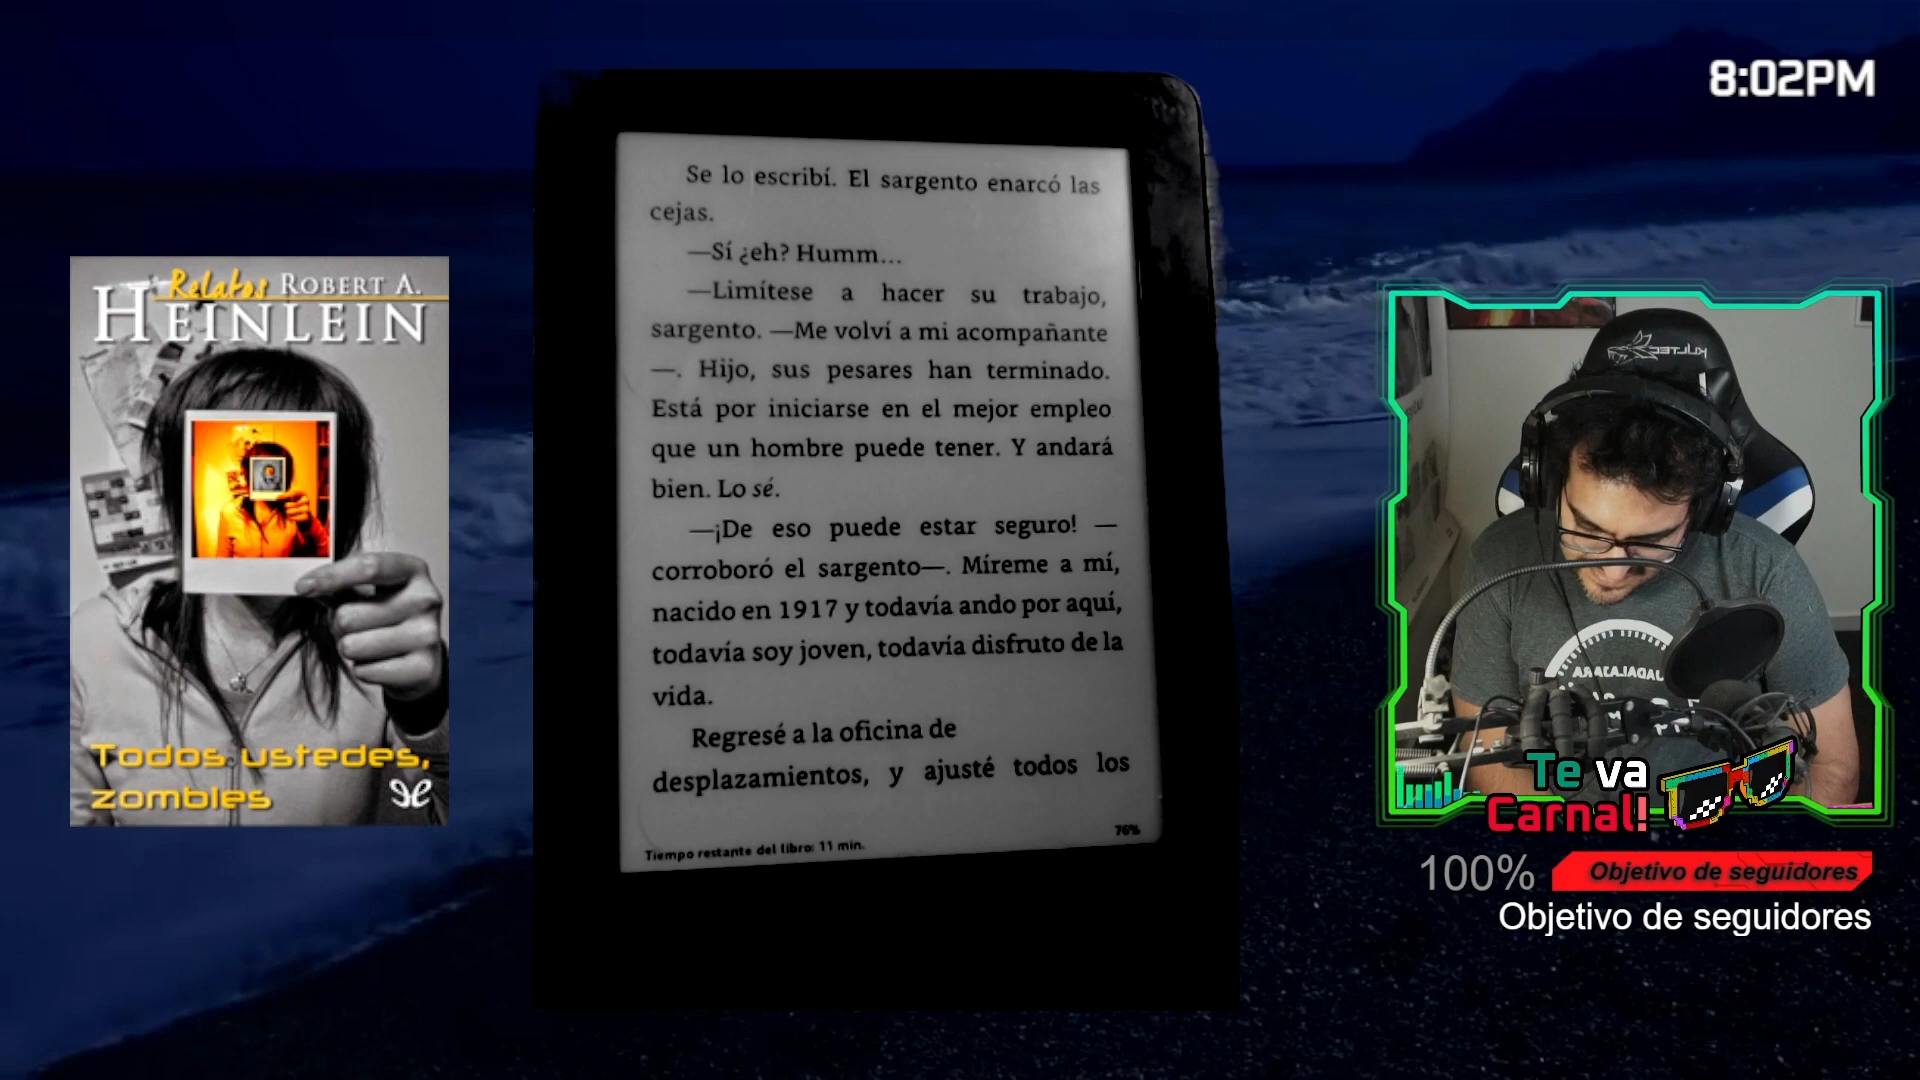 8:02PM
Relatos ROBERT A.
HEINLEIN
Todos ustedes,
zombies
Se lo escribí. El sargento enarcó las
cejas.
—Sí ¿eh? Humm...
—Limítese a hacer su trabajo,
sargento. —Me volví a mi acompañante
—. Hijo, sus pesares han terminado.
Está por iniciarse en el mejor empleo
que un hombre puede tener. Y andará
bien. Lo sé.
—¡De eso puede estar seguro! —
corroboró el sargento—. Míreme a mí,
nacido en 1917 y todavía ando por aquí,
todavía soy joven, todavía disfruto de la
vida.
Regresé a la oficina de
desplazamientos, y ajusté todos los
76%
Tiempo restante del libro: 11 min.
Te va
Carnal!
100%
Objetivo de seguidores
Objetivo de seguidores